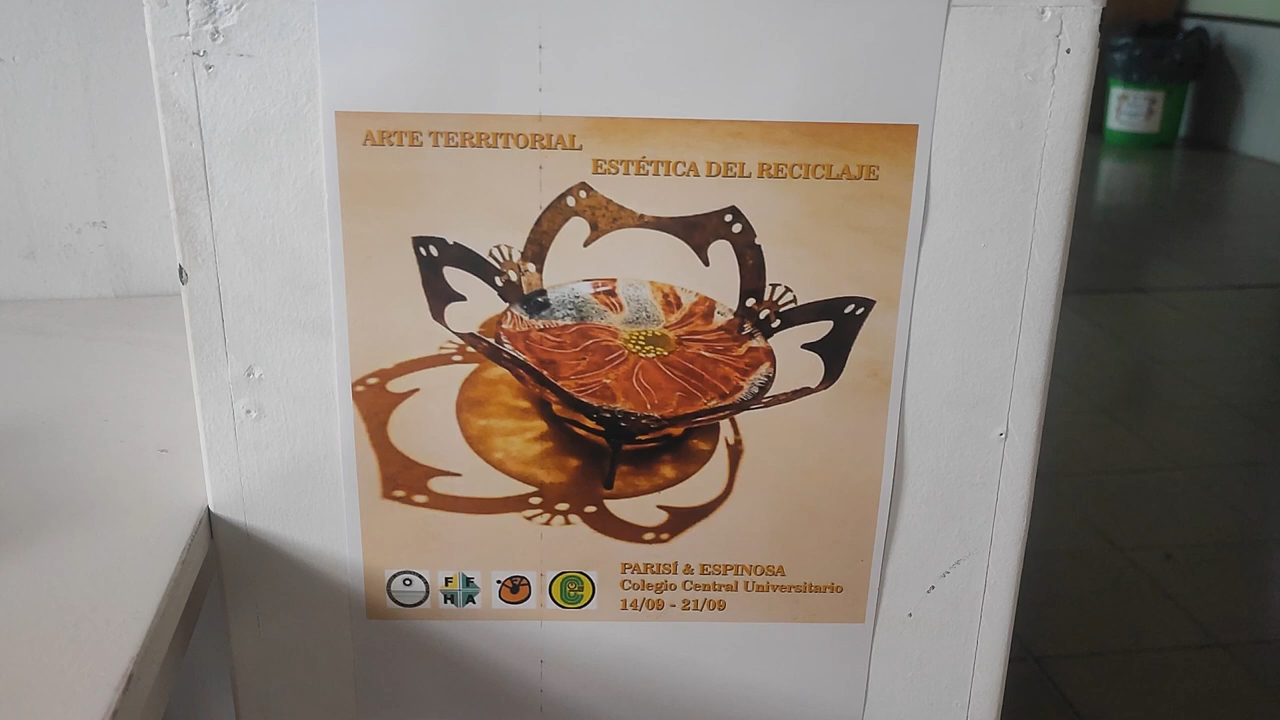 ARTE TERRITORIAL
ESTÉTICA DEL RECICLAJE
F F
H A
PARISÍ & ESPINOSA
Colegio Central Universitario
14/09 - 21/09